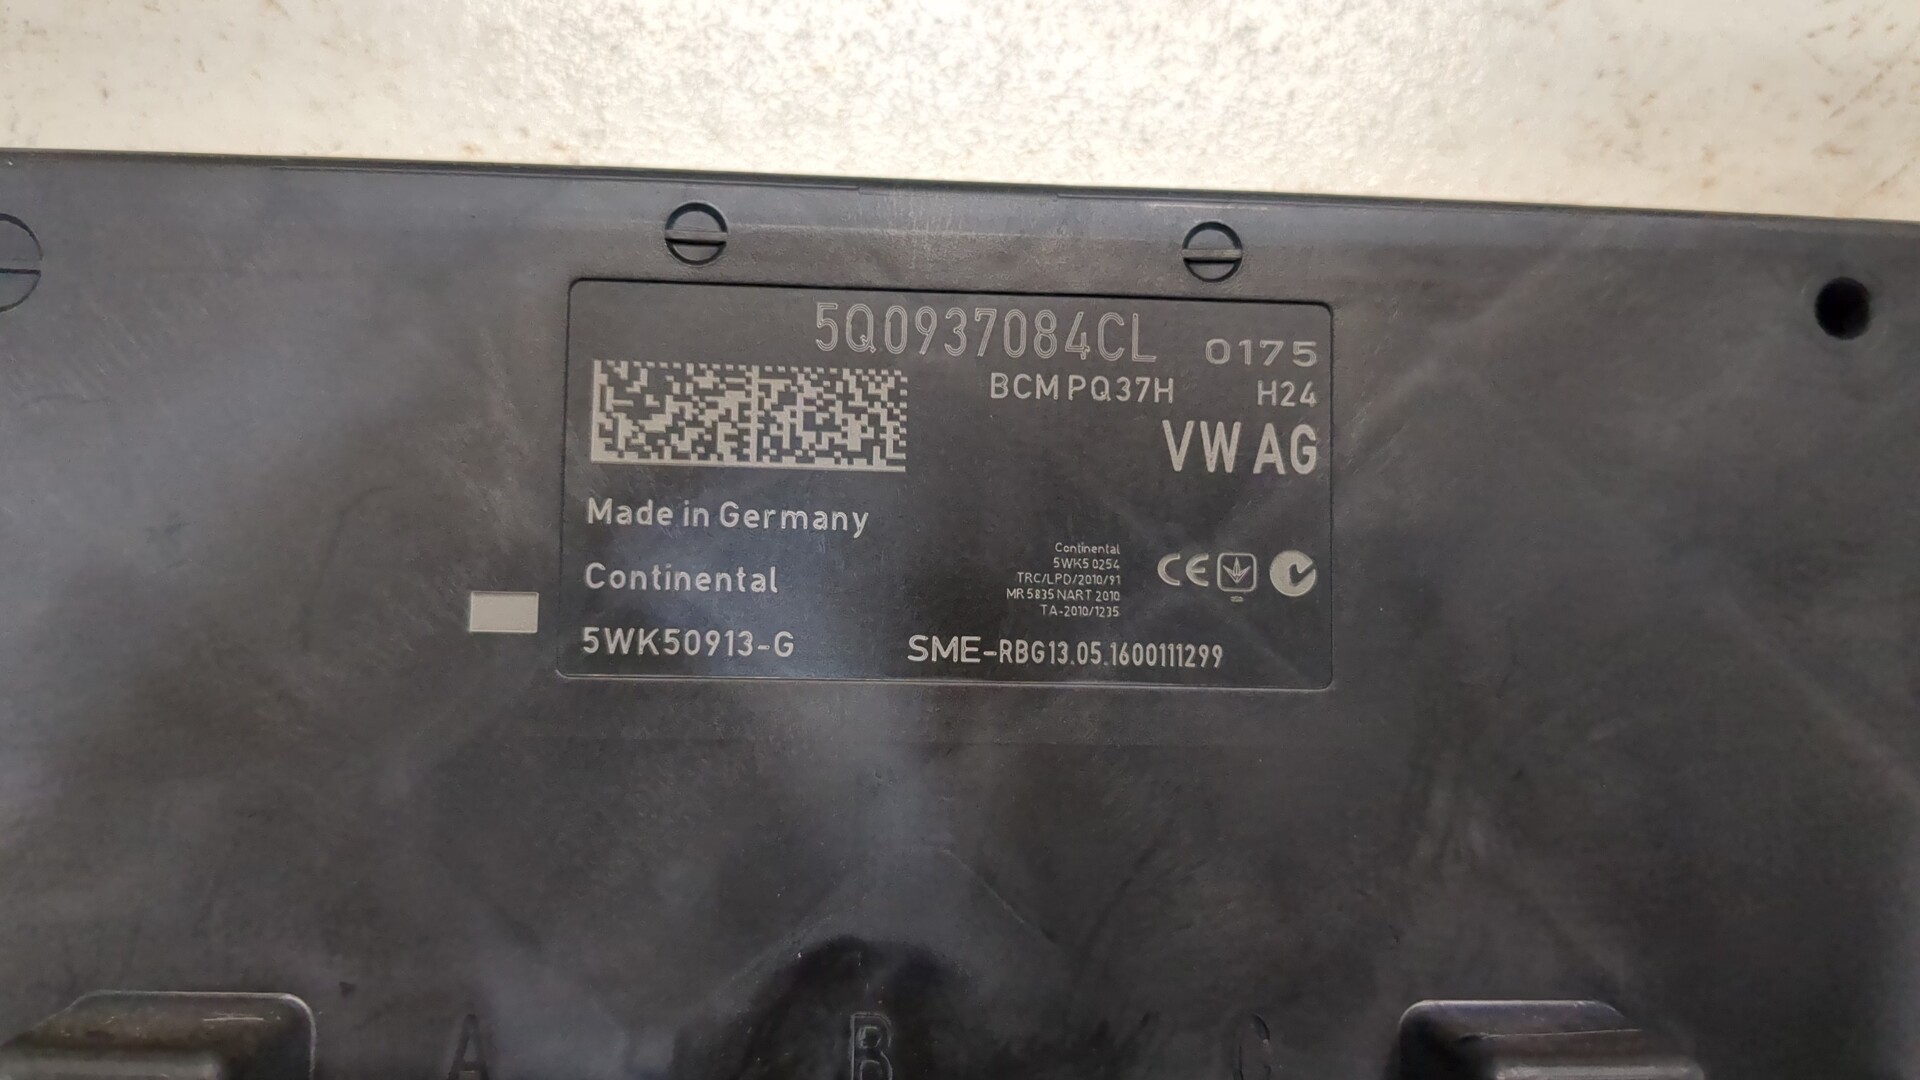 5Q0937084CL 0175
BCM PQ37H H24
VW AG
Made in Germany
Continental
5WK50913-G
Continental
5WK5 0254
TRC/LPD/2010/91
MR 5835 NART 2010
TA-2010/1235
CE
SME-RBG13.05.1600111299
A
B
C